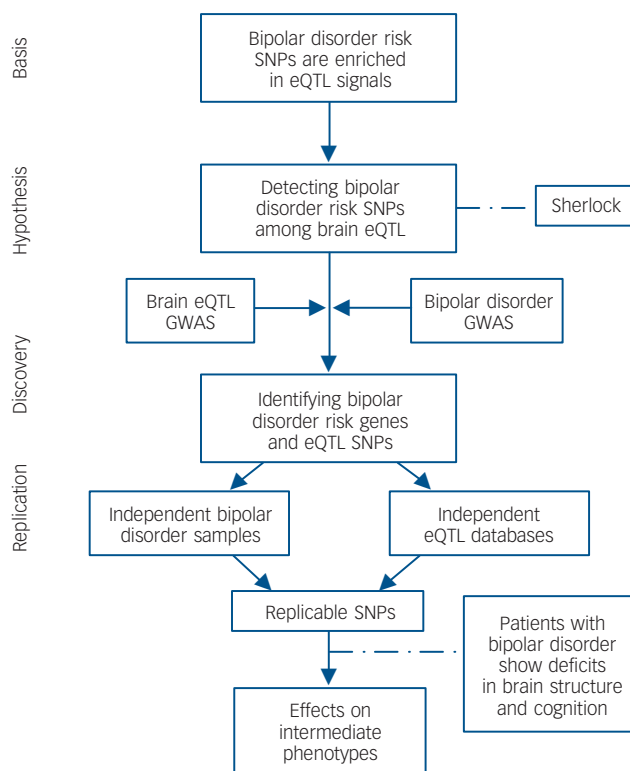 Basis
Bipolar disorder risk
SNPs are enriched
in eQTL signals
Hypothesis
Detecting bipolar
disorder risk SNPs
among brain eQTL
Sherlock
Brain eQTL
GWAS
Bipolar disorder
GWAS
Discovery
Identifying bipolar
disorder risk genes
and eQTL SNPs
Replication
Independent bipolar
disorder samples
Independent
eQTL databases
Replicable SNPs
Patients with
bipolar disorder
show deficits
in brain structure
and cognition
Effects on
intermediate
phenotypes